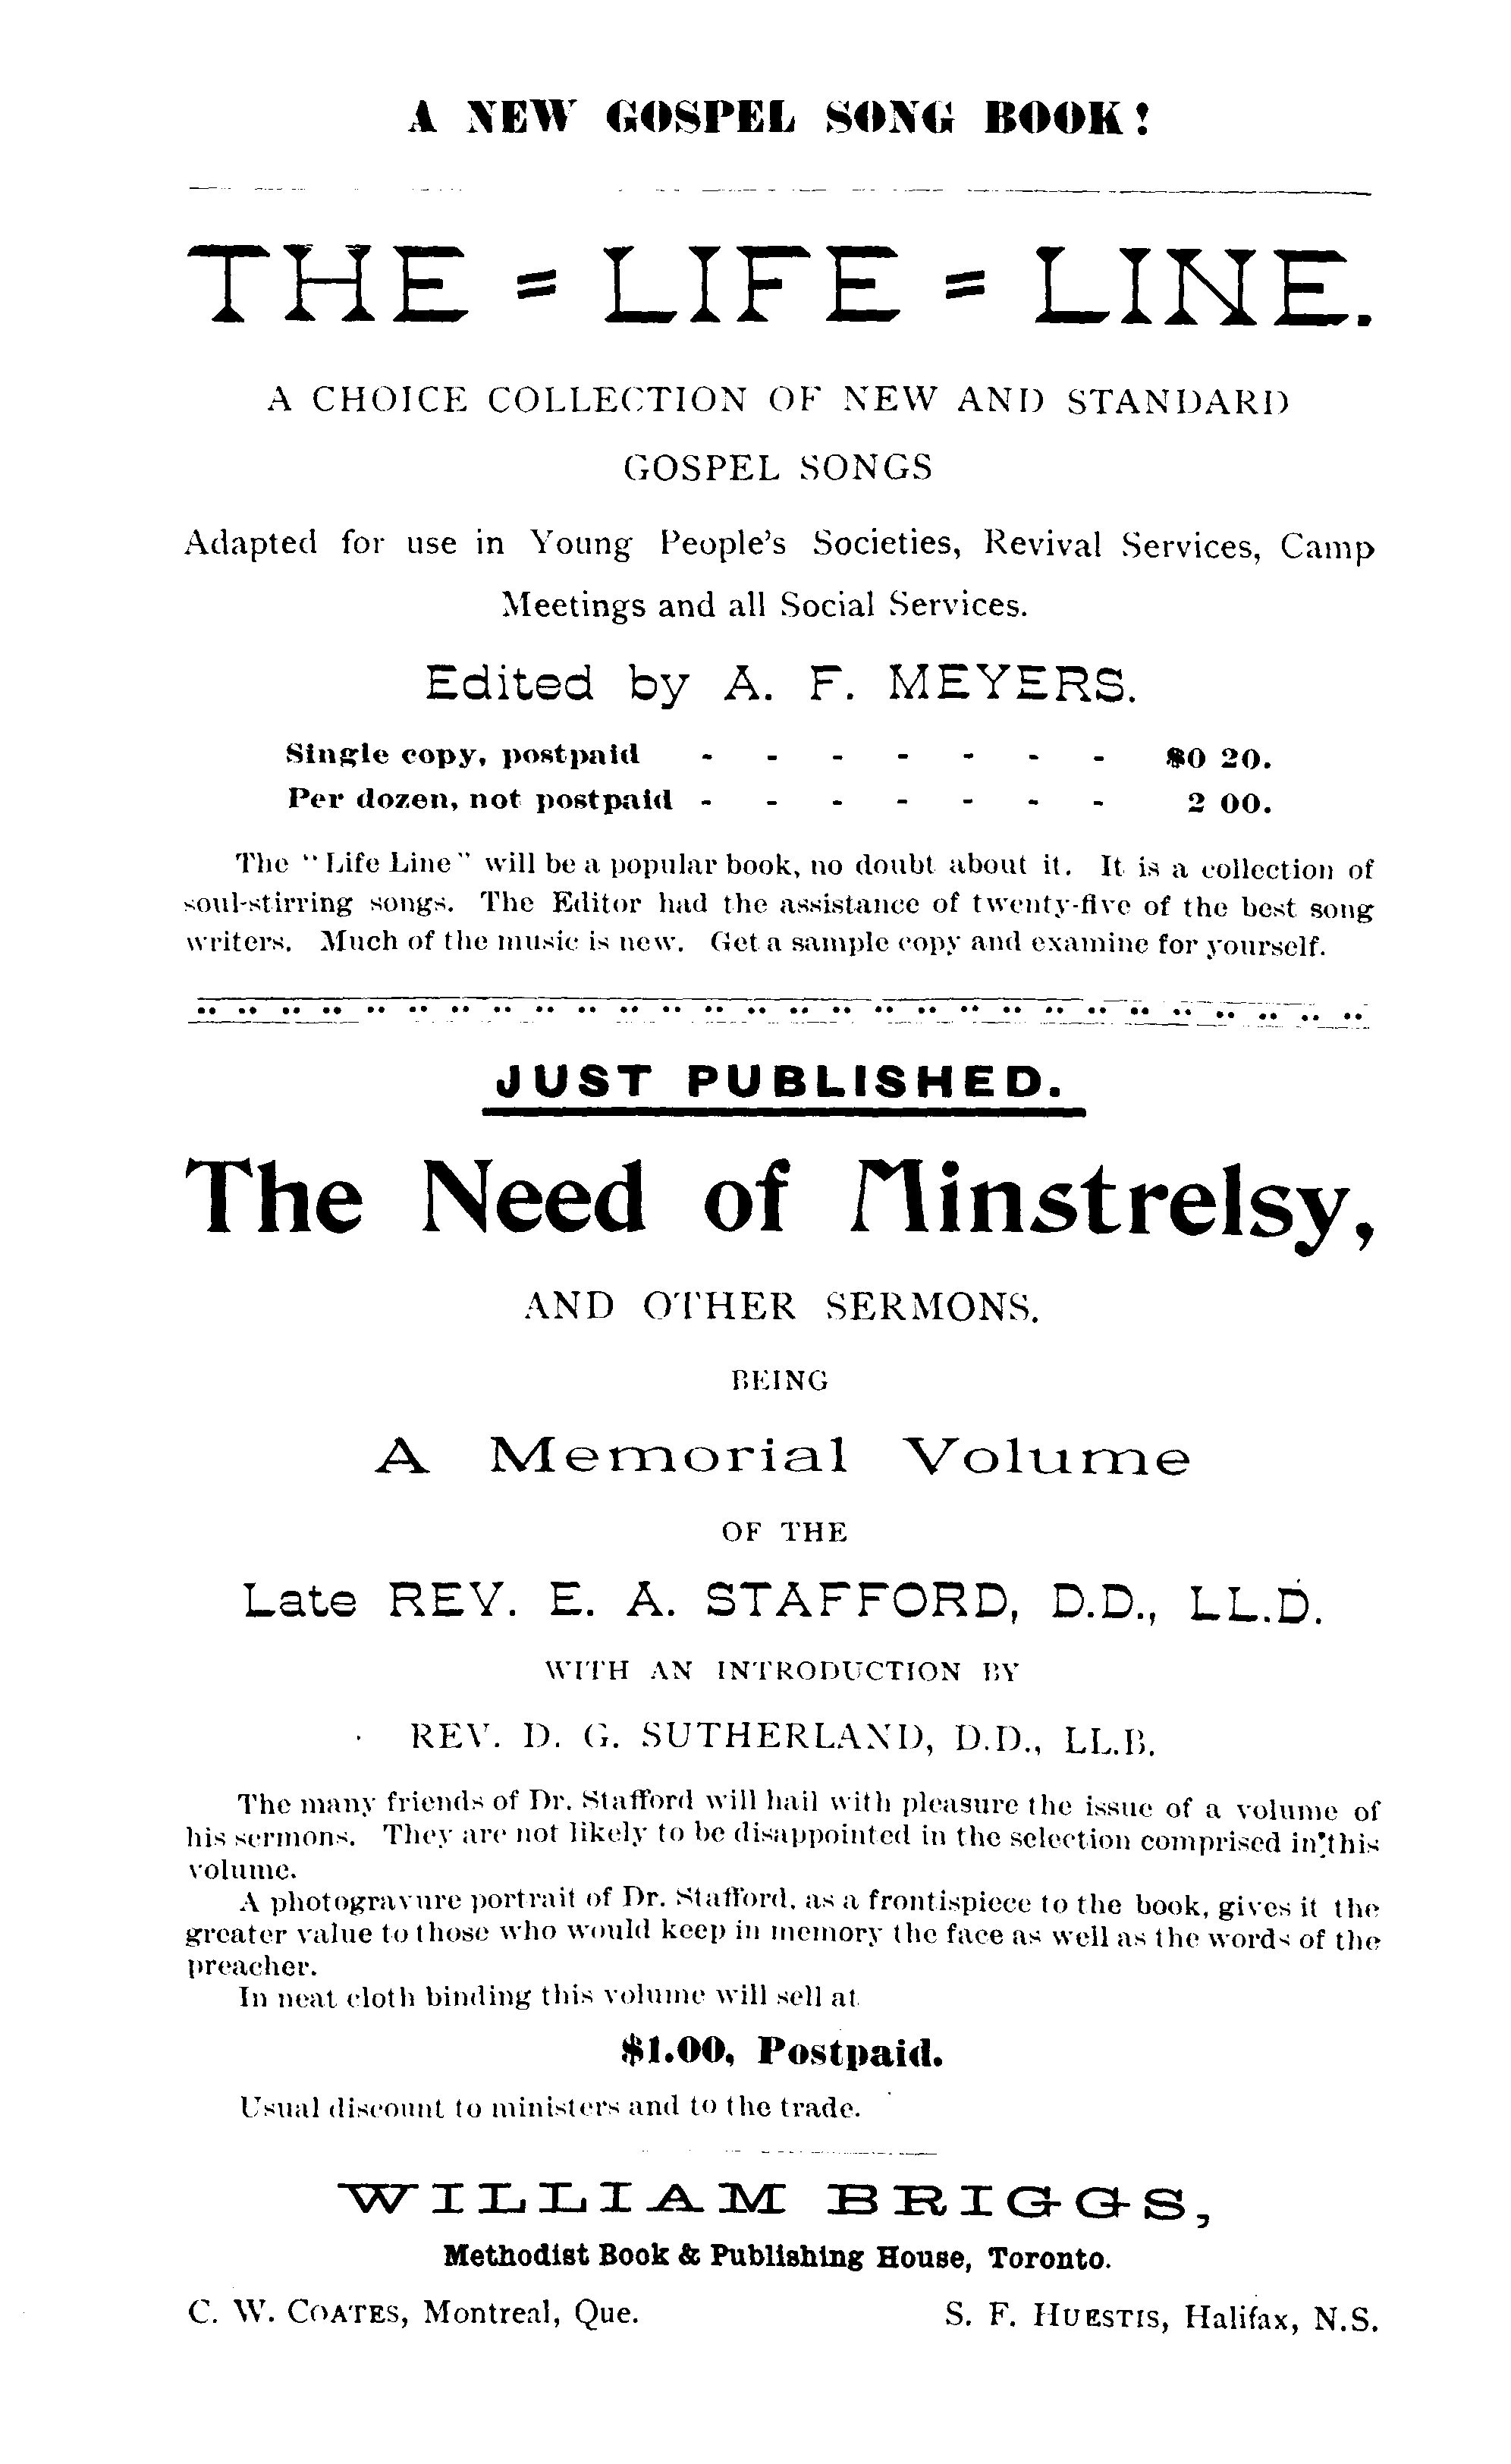 A NEW GOSPEL SONG BOOK!
THE = LIFE = LINE.
A CHOICE COLLECTION OF NEW AND STANDARD
GOSPEL SONGS
Adapted for use in Young People's Societies, Revival Services, Camp
Meetings and all Social Services.
Edited by A. F. MEYERS.
Single copy, postpaid - - - - - - - $0 20.
Per dozen, not postpaid - - - - - - - 2 00.
The "Life Line" will be a popular book, no doubt about it. It is a collection of
soul-stirring songs. The Editor had the assistance of twenty-five of the best song
writers. Much of the music is new. Get a sample copy and examine for yourself.
JUST PUBLISHED.
The Need of Minstrelsy,
AND OTHER SERMONS.
BEING
A Memorial Volume
OF THE
Late REV. E. A. STAFFORD, D.D., LL.D.
WITH AN INTRODUCTION BY
REV. D. G. SUTHERLAND, D.D., LL.B.
The many friends of Dr. Stafford will hail with pleasure the issue of a volume of
his sermons. They are not likely to be disappointed in the selection comprised in this
volume.
A photogravure portrait of Dr. Stafford, as a frontispiece to the book, gives it the
greater value to those who would keep in memory the face as well as the words of the
preacher.
In neat cloth binding this volume will sell at
$1.00, Postpaid.
Usual discount to ministers and to the trade.
WILLIAM BRIGGS,
Methodist Book & Publishing House, Toronto.
C. W. COATES, Montreal, Que. S. F. HUESTIS, Halifax, N.S.